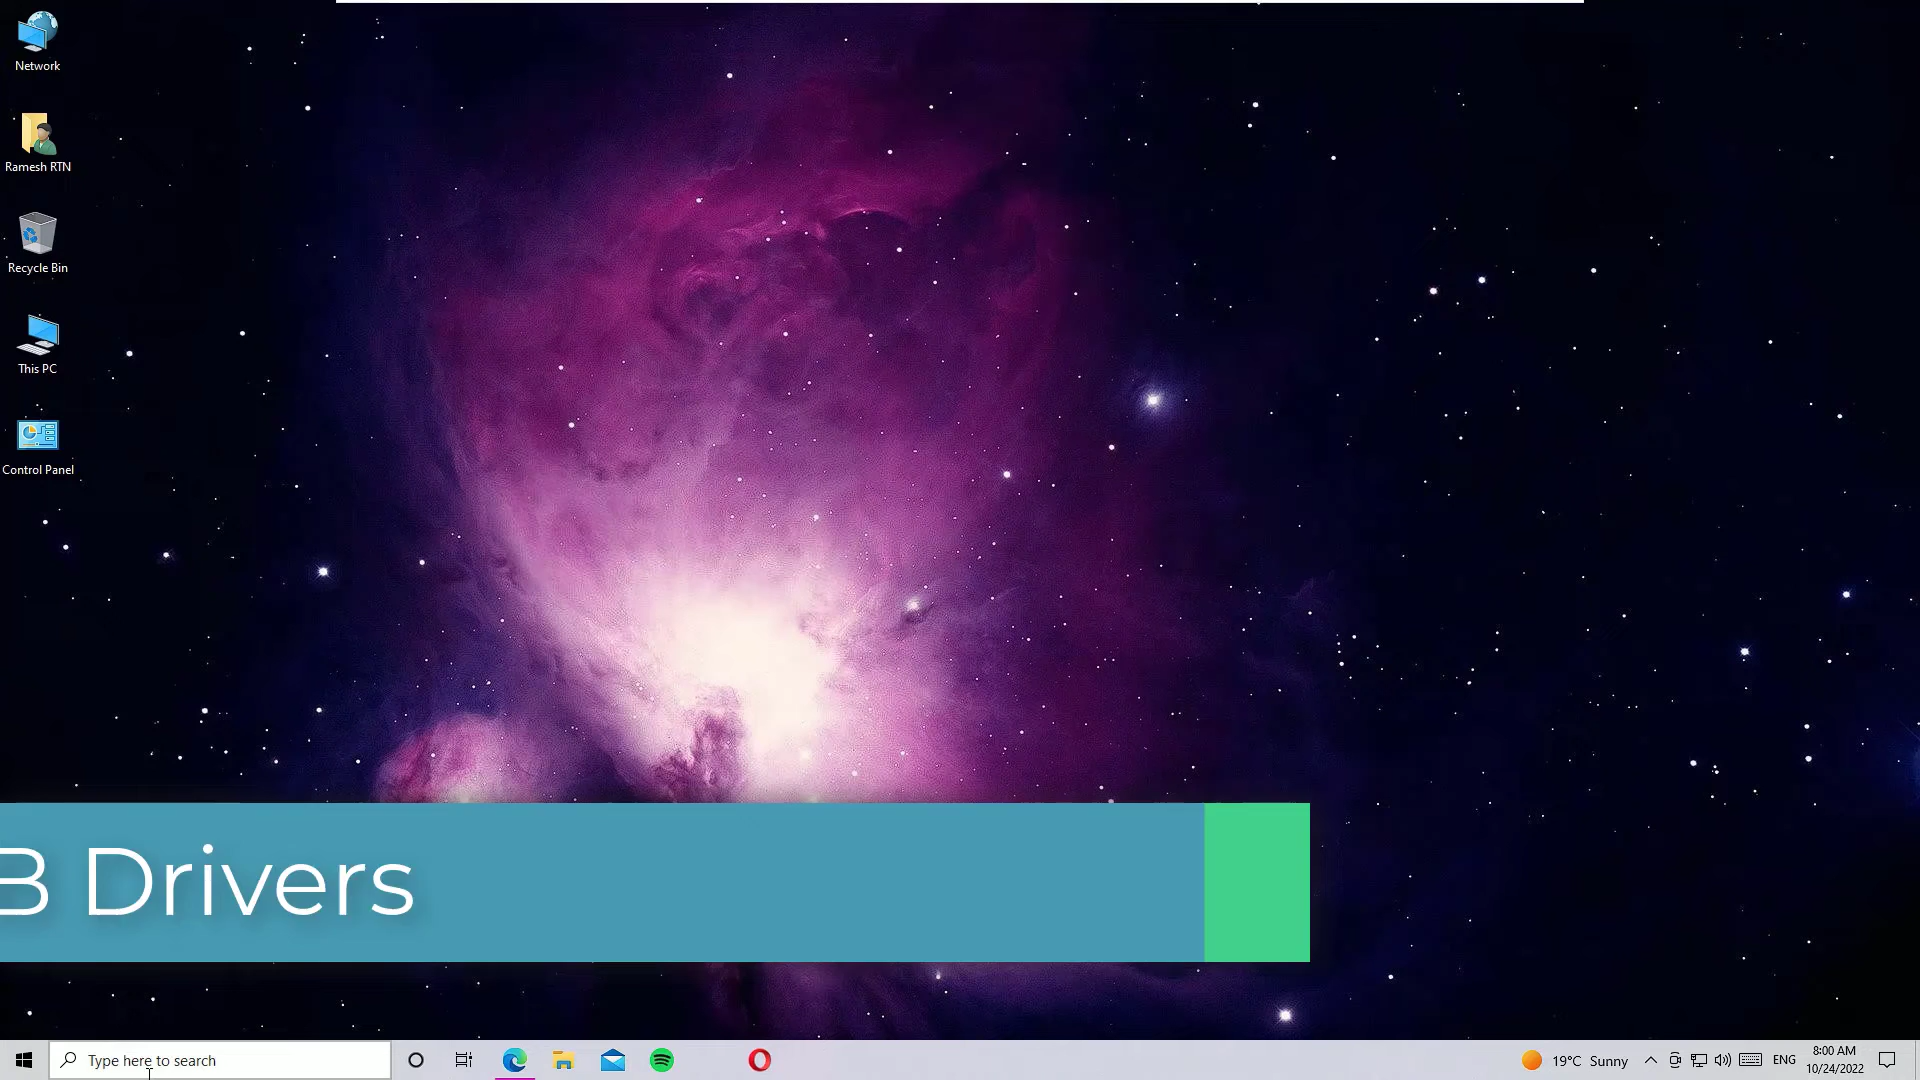 Network
Ramesh RTN
Recycle Bin
This PC
Control Panel
B Drivers
Type here to search
19°C Sunny
ENG
8:00 AM
10/24/2022